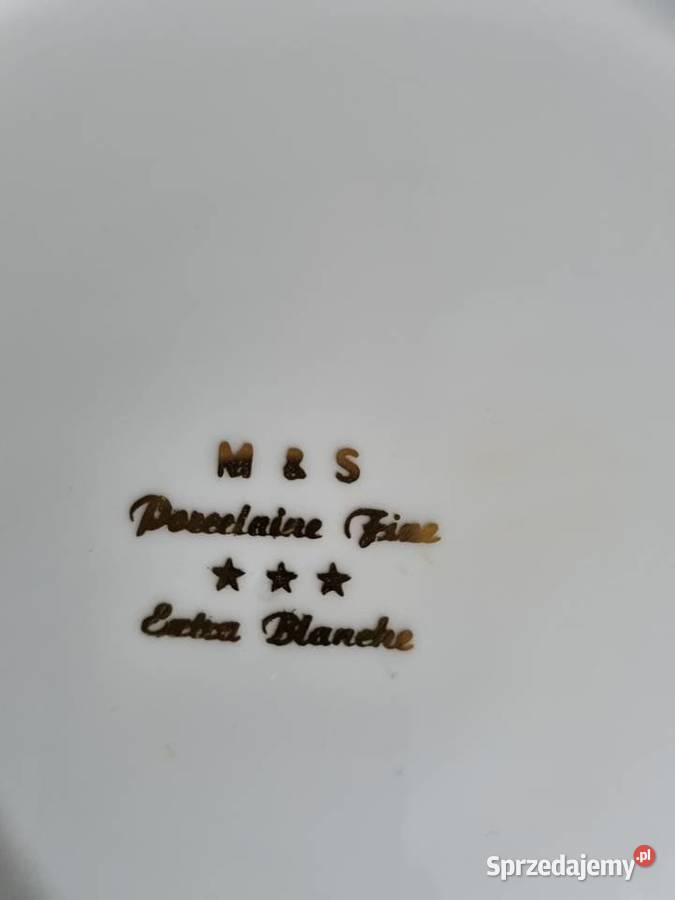 M & S
Porcelaine Fine
★ ★ ★
Extra Blanche
Sprzedajemy.pl